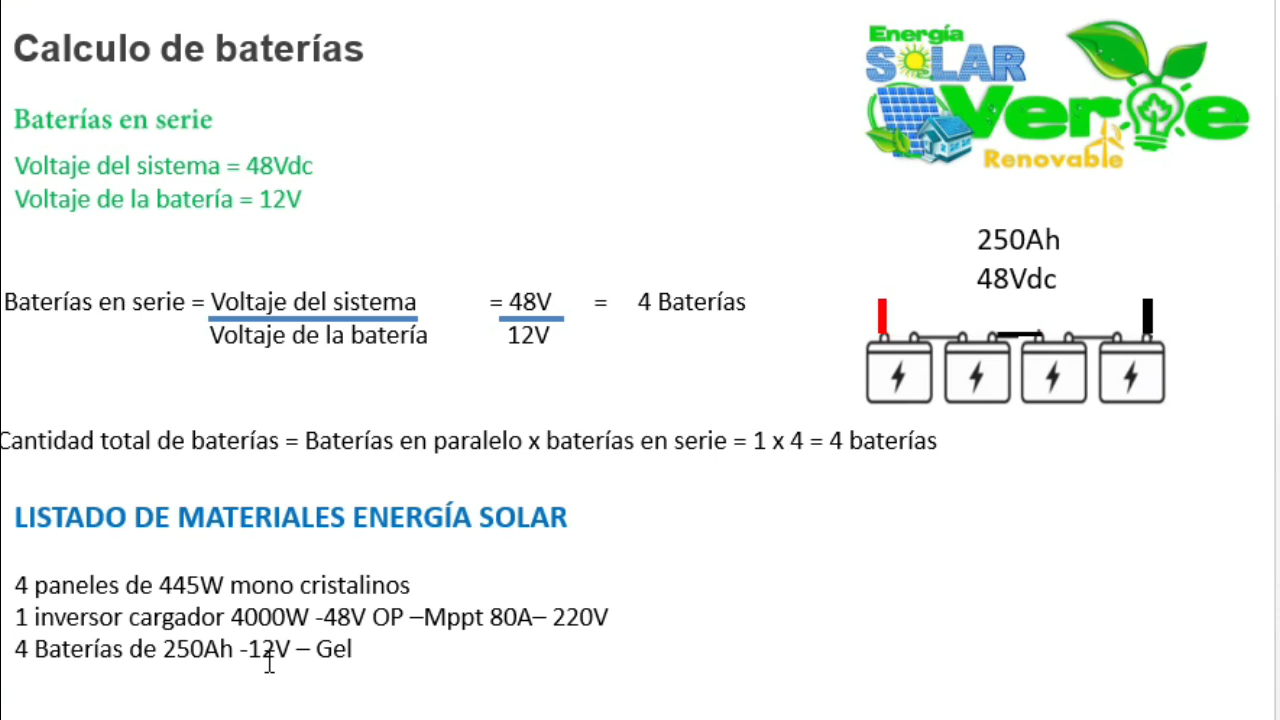 Calculo de baterías
Energía
SOLAR
Verde
Renovable
Baterías en serie
Voltaje del sistema = 48Vdc
Voltaje de la batería = 12V
250Ah
48Vdc
Baterías en serie = Voltaje del sistema = 48V = 4 Baterías
Voltaje de la batería 12V
Cantidad total de baterías = Baterías en paralelo x baterías en serie = 1 x 4 = 4 baterías
LISTADO DE MATERIALES ENERGÍA SOLAR
4 paneles de 445W mono cristalinos
1 inversor cargador 4000W -48V OP –Mppt 80A– 220V
4 Baterías de 250Ah -12V – Gel